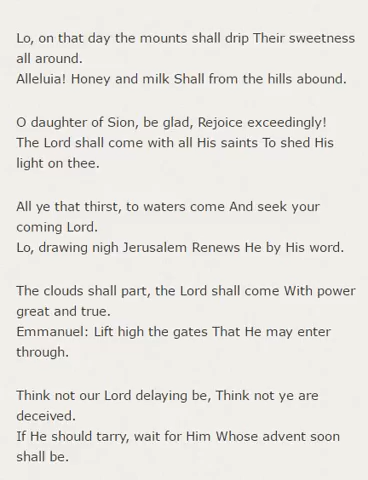 Lo, on that day the mounts shall drip Their sweetness
all around.
Alleluia! Honey and milk Shall from the hills abound.
O daughter of Sion, be glad, Rejoice exceedingly!
The Lord shall come with all His saints To shed His
light on thee.
All ye that thirst, to waters come And seek your
coming Lord.
Lo, drawing nigh Jerusalem Renews He by His word.
The clouds shall part, the Lord shall come With power
great and true.
Emmanuel: Lift high the gates That He may enter
through.
Think not our Lord delaying be, Think not ye are
deceived.
If He should tarry, wait for Him Whose advent soon
shall be.